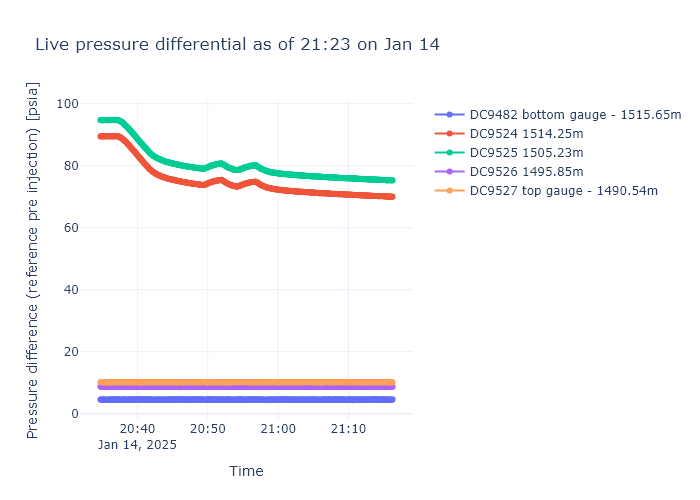 Live pressure differential as of 21:23 on Jan 14
Pressure difference (reference pre injection) [psia]
100
80
60
40
20
0
20:40
20:50
21:00
21:10
Jan 14, 2025
Time
DC9482 bottom gauge - 1515.65m
DC9524 1514.25m
DC9525 1505.23m
DC9526 1495.85m
DC9527 top gauge - 1490.54m